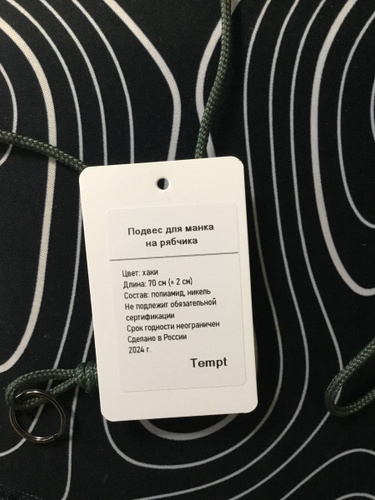 Подвес для манка
на рябчика
Цвет: хаки
Длина: 70 см (± 2 см)
Состав: полиамид, никель
Не подлежит обязательной
сертификации
Срок годности неограничен
Сделано в России
2024 г.
Tempt